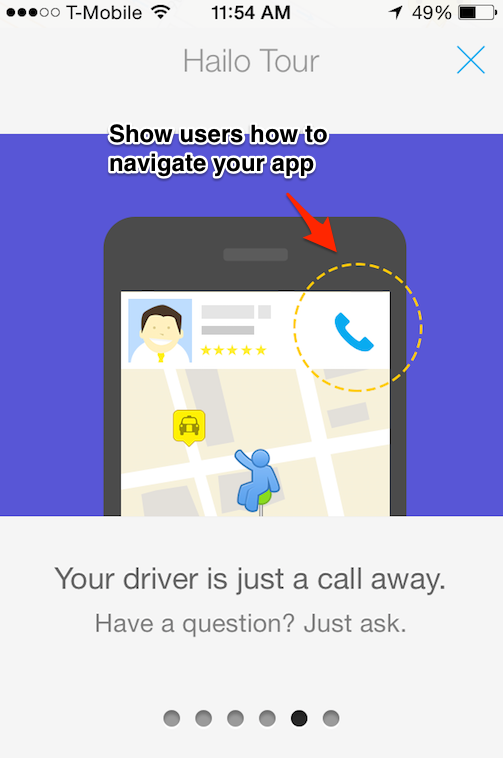 T-Mobile 11:54 AM 49%
Hailo Tour
Show users how to
navigate your app
Your driver is just a call away.
Have a question? Just ask.